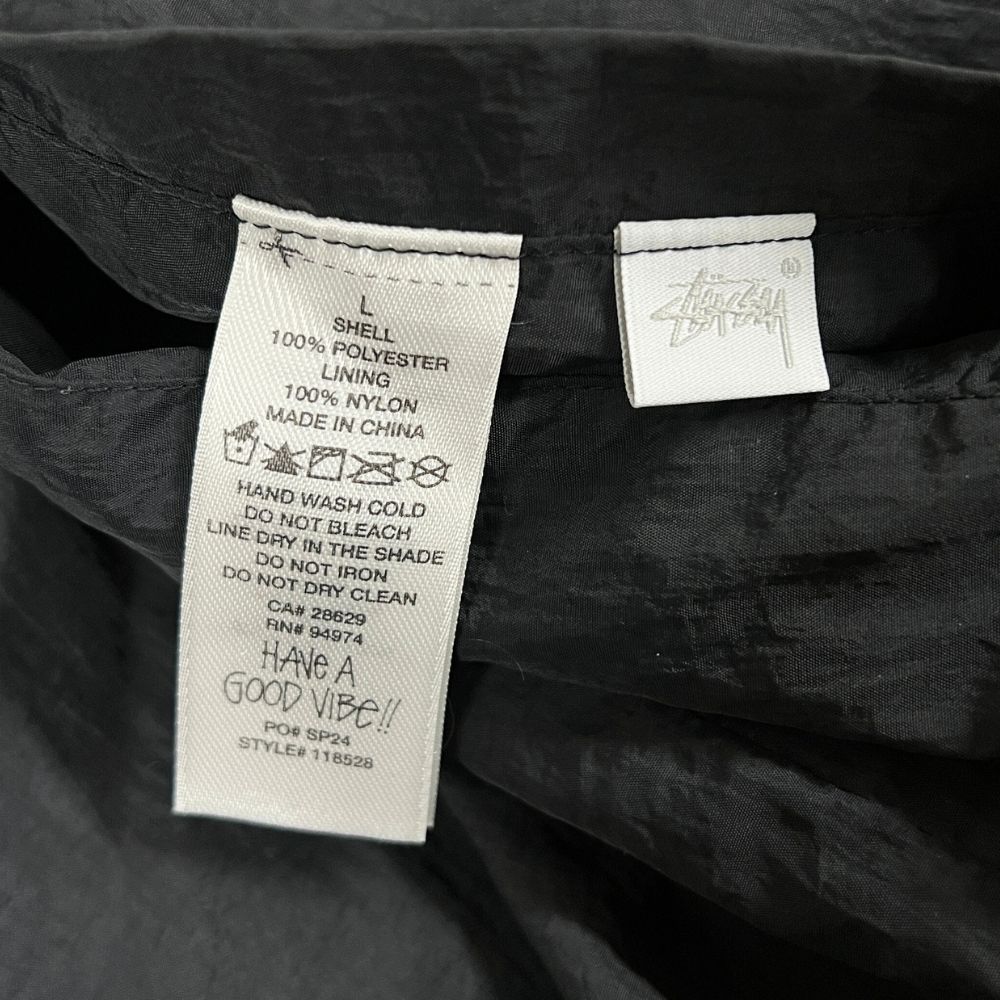 L
SHELL
100% POLYESTER
LINING
100% NYLON
MADE IN CHINA
HAND WASH COLD
DO NOT BLEACH
LINE DRY IN THE SHADE
DO NOT IRON
DO NOT DRY CLEAN
CA# 28629
RN# 94974
HAVe A
GOOD ViBe!!
PO# SP24
STYLE# 118528
Stüssy ®